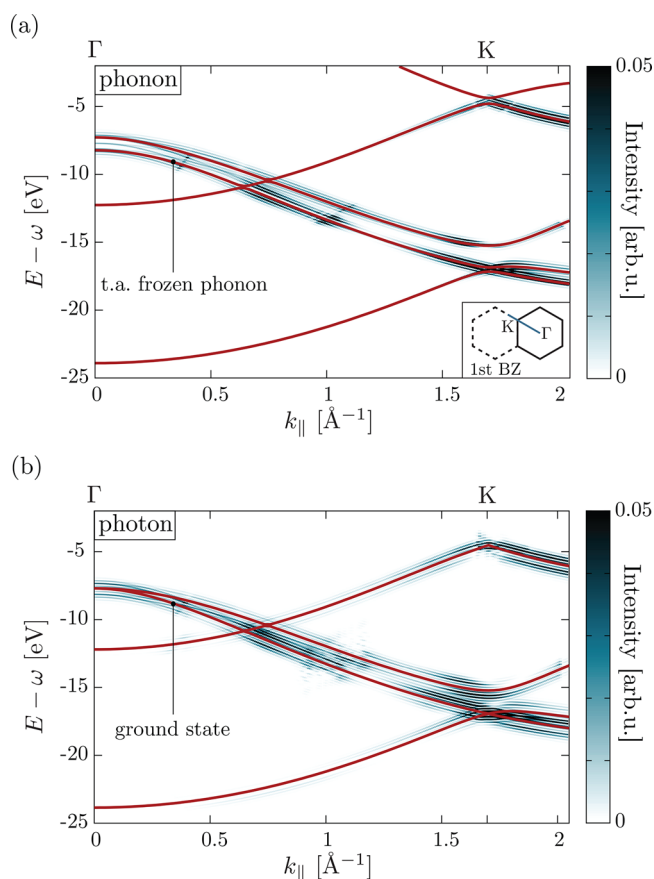 (a)
Γ
K
phonon
-5
-10
-15
-20
-25
E − ω [eV]
t.a. frozen phonon
K
Γ
1st BZ
0
0.5
1
1.5
2
k∥ [Å⁻¹]
0.05
0
Intensity [arb.u.]
(b)
Γ
K
photon
-5
-10
-15
-20
-25
E − ω [eV]
ground state
0
0.5
1
1.5
2
k∥ [Å⁻¹]
0.05
0
Intensity [arb.u.]